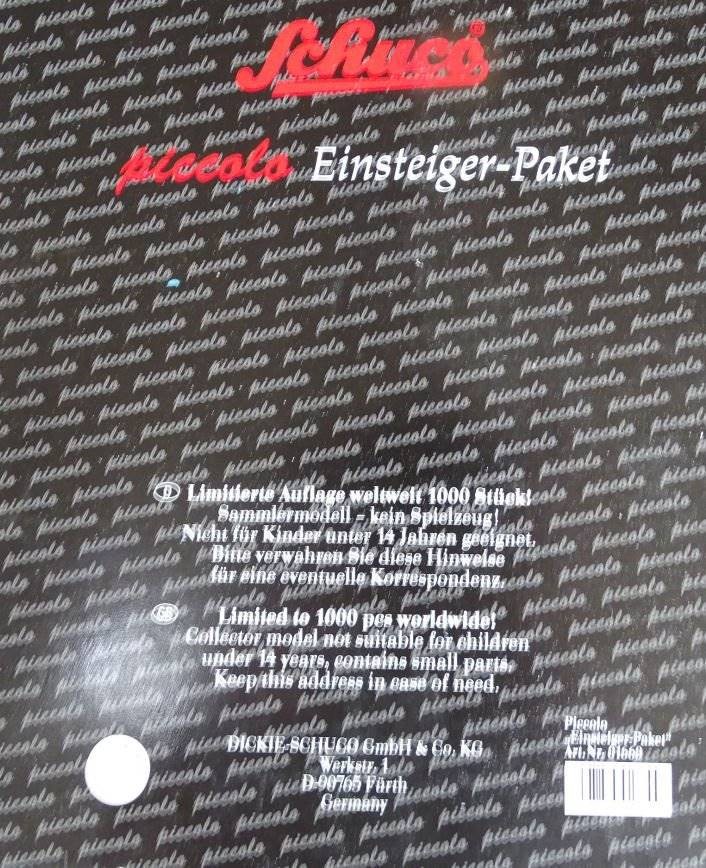 Schuco®
piccolo Einsteiger-Paket
D Limitierte Auflage weltweit 1000 Stück!
Sammlermodell - kein Spielzeug!
Nicht für Kinder unter 14 Jahren geeignet.
Bitte verwahren Sie diese Hinweise
für eine eventuelle Korrespondenz.
GB Limited to 1000 pcs worldwide!
Collector model not suitable for children
under 14 years, contains small parts.
Keep this address in case of need.
DICKIE-SCHUCO GmbH & Co. KG
Werkstr. 1
D-90765 Fürth
Germany
Piccolo
„Einsteiger-Paket“
Art. Nr.